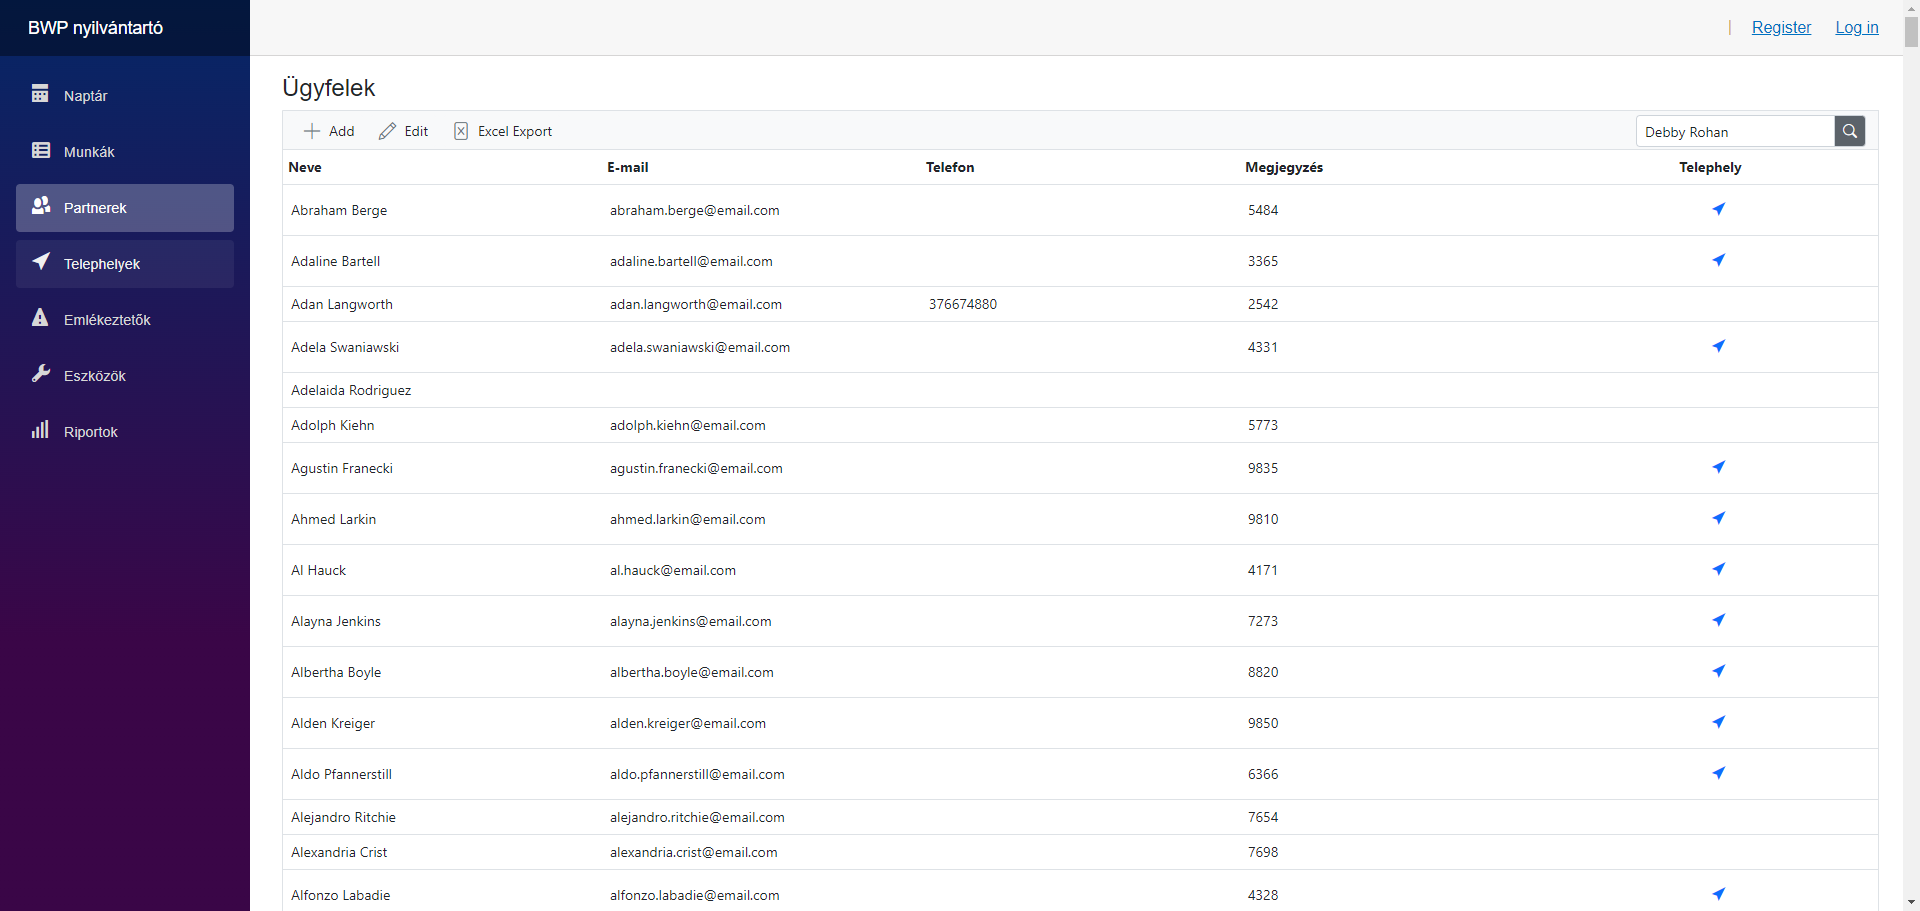 BWP nyilvántartó
Register Log in
Naptár
Munkák
Partnerek
Telephelyek
Emlékeztetők
Eszközök
Riportok
Ügyfelek
Add Edit Excel Export Debby Rohan
Neve E-mail Telefon Megjegyzés Telephely
Abraham Berge abraham.berge@email.com 5484
Adaline Bartell adaline.bartell@email.com 3365
Adan Langworth adan.langworth@email.com 376674880 2542
Adela Swaniawski adela.swaniawski@email.com 4331
Adelaida Rodriguez
Adolph Kiehn adolph.kiehn@email.com 5773
Agustin Franecki agustin.franecki@email.com 9835
Ahmed Larkin ahmed.larkin@email.com 9810
Al Hauck al.hauck@email.com 4171
Alayna Jenkins alayna.jenkins@email.com 7273
Albertha Boyle albertha.boyle@email.com 8820
Alden Kreiger alden.kreiger@email.com 9850
Aldo Pfannerstill aldo.pfannerstill@email.com 6366
Alejandro Ritchie alejandro.ritchie@email.com 7654
Alexandria Crist alexandria.crist@email.com 7698
Alfonzo Labadie alfonzo.labadie@email.com 4328